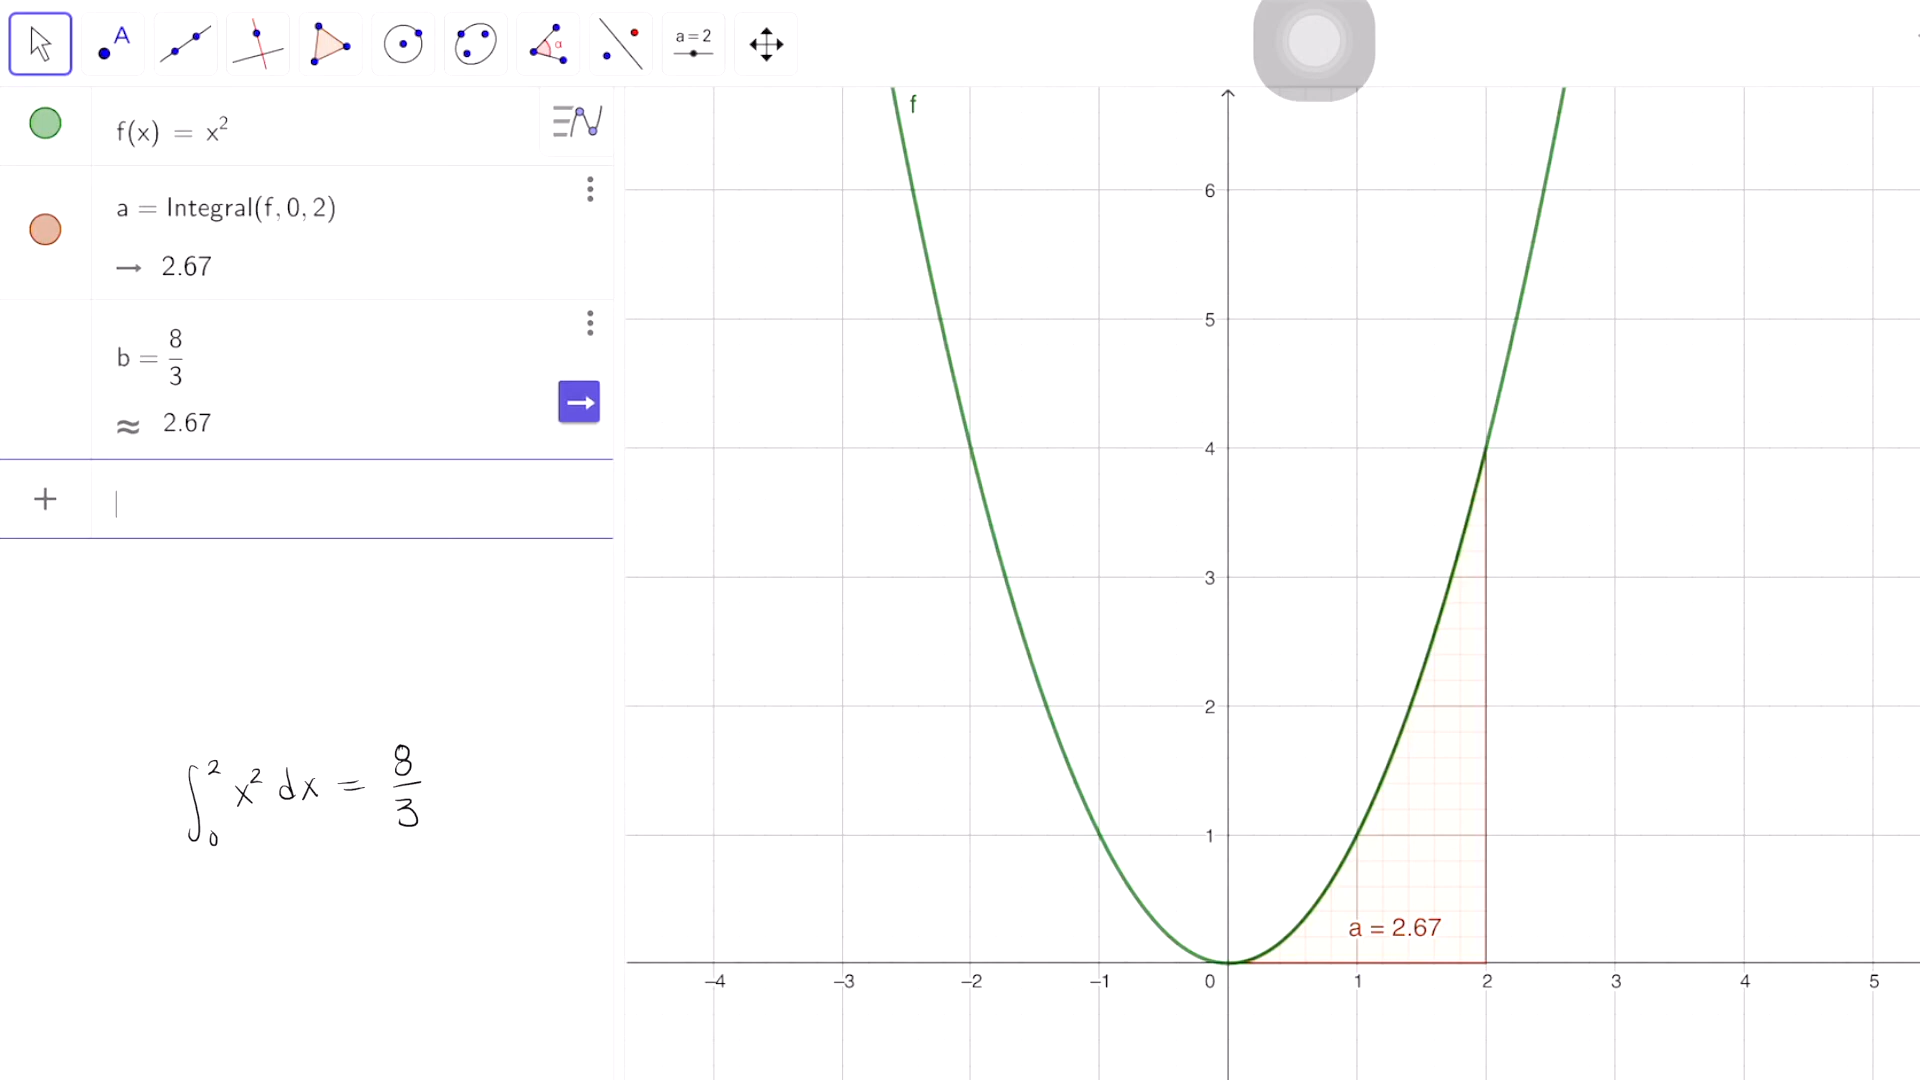 A
α
a = 2
f(x) = x²
a = Integral(f, 0, 2)
→ 2.67
b = 8/3
≈ 2.67
+
∫₀² x² dx = 8/3
f
6
5
4
3
2
1
a = 2.67
–4 –3 –2 –1 0 1 2 3 4 5